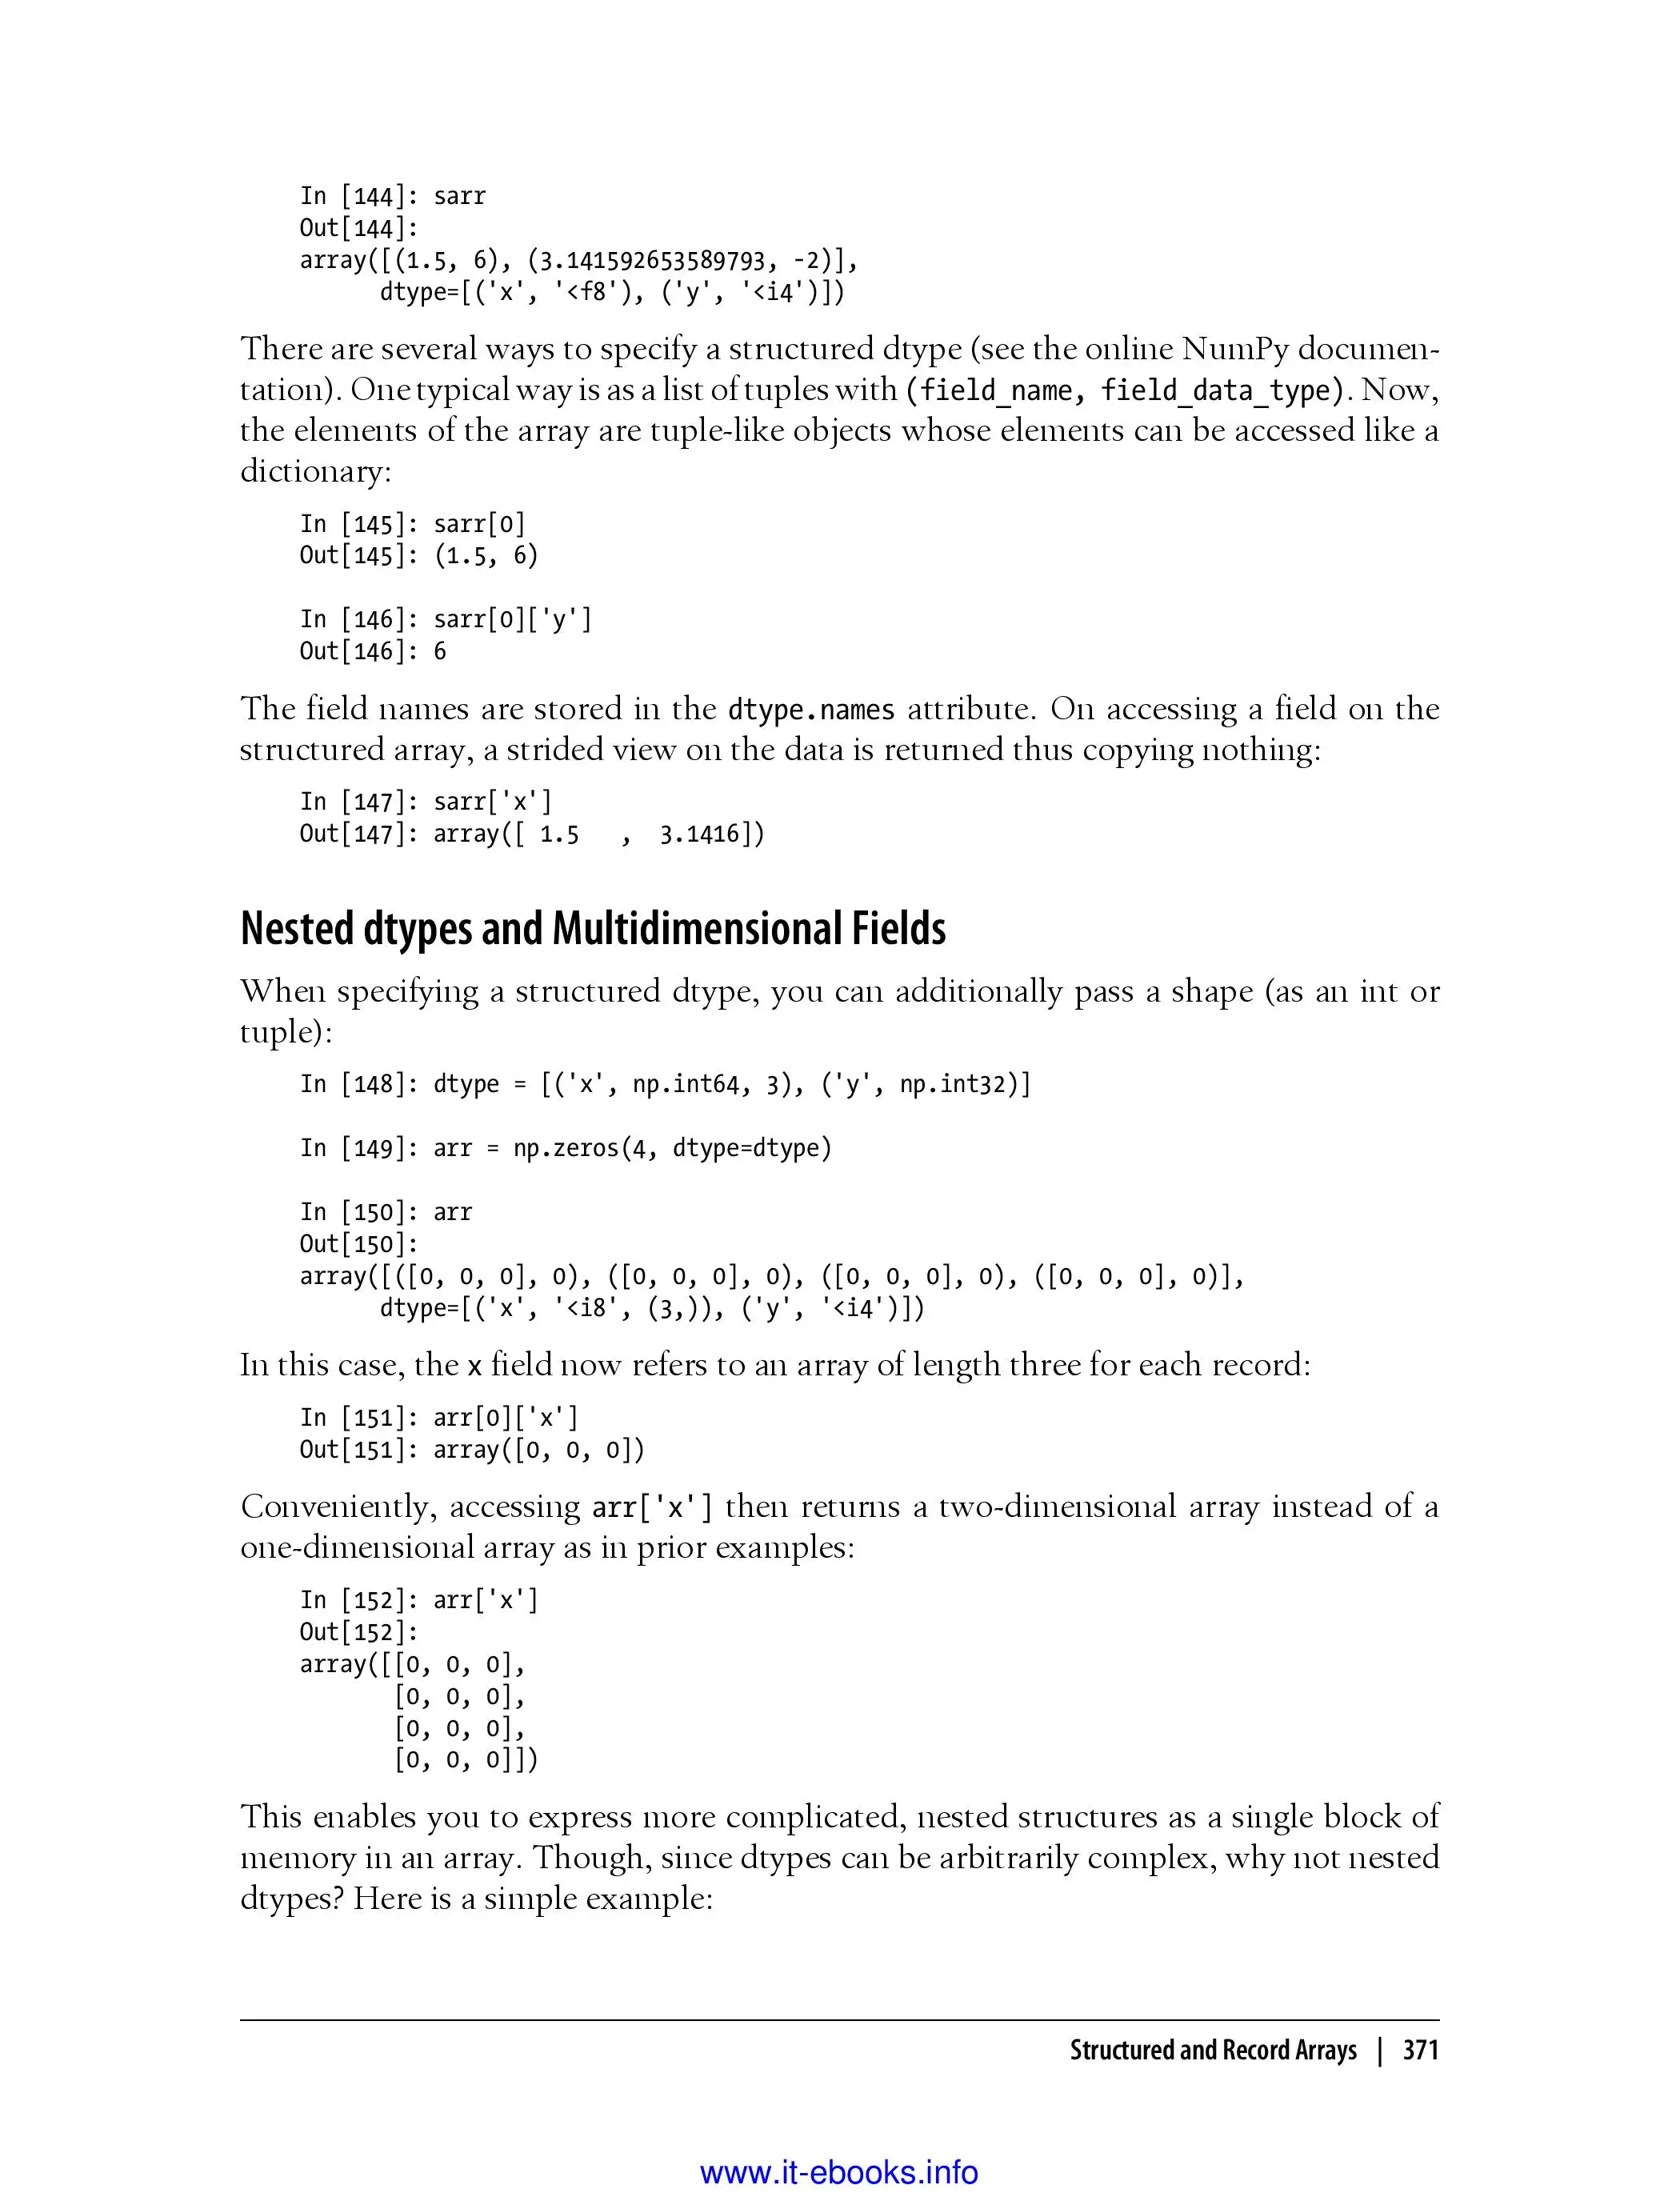 In [144]: sarr
Out[144]:
array([(1.5, 6), (3.141592653589793, -2)],
      dtype=[('x', '<f8'), ('y', '<i4')])
There are several ways to specify a structured dtype (see the online NumPy documen-
tation). One typical way is as a list of tuples with (field_name, field_data_type). Now,
the elements of the array are tuple-like objects whose elements can be accessed like a
dictionary:
In [145]: sarr[0]
Out[145]: (1.5, 6)
In [146]: sarr[0]['y']
Out[146]: 6
The field names are stored in the dtype.names attribute. On accessing a field on the
structured array, a strided view on the data is returned thus copying nothing:
In [147]: sarr['x']
Out[147]: array([ 1.5   ,  3.1416])
Nested dtypes and Multidimensional Fields
When specifying a structured dtype, you can additionally pass a shape (as an int or
tuple):
In [148]: dtype = [('x', np.int64, 3), ('y', np.int32)]
In [149]: arr = np.zeros(4, dtype=dtype)
In [150]: arr
Out[150]:
array([([0, 0, 0], 0), ([0, 0, 0], 0), ([0, 0, 0], 0), ([0, 0, 0], 0)],
      dtype=[('x', '<i8', (3,)), ('y', '<i4')])
In this case, the x field now refers to an array of length three for each record:
In [151]: arr[0]['x']
Out[151]: array([0, 0, 0])
Conveniently, accessing arr['x'] then returns a two-dimensional array instead of a
one-dimensional array as in prior examples:
In [152]: arr['x']
Out[152]:
array([[0, 0, 0],
       [0, 0, 0],
       [0, 0, 0],
       [0, 0, 0]])
This enables you to express more complicated, nested structures as a single block of
memory in an array. Though, since dtypes can be arbitrarily complex, why not nested
dtypes? Here is a simple example:
Structured and Record Arrays | 371
www.it-ebooks.info